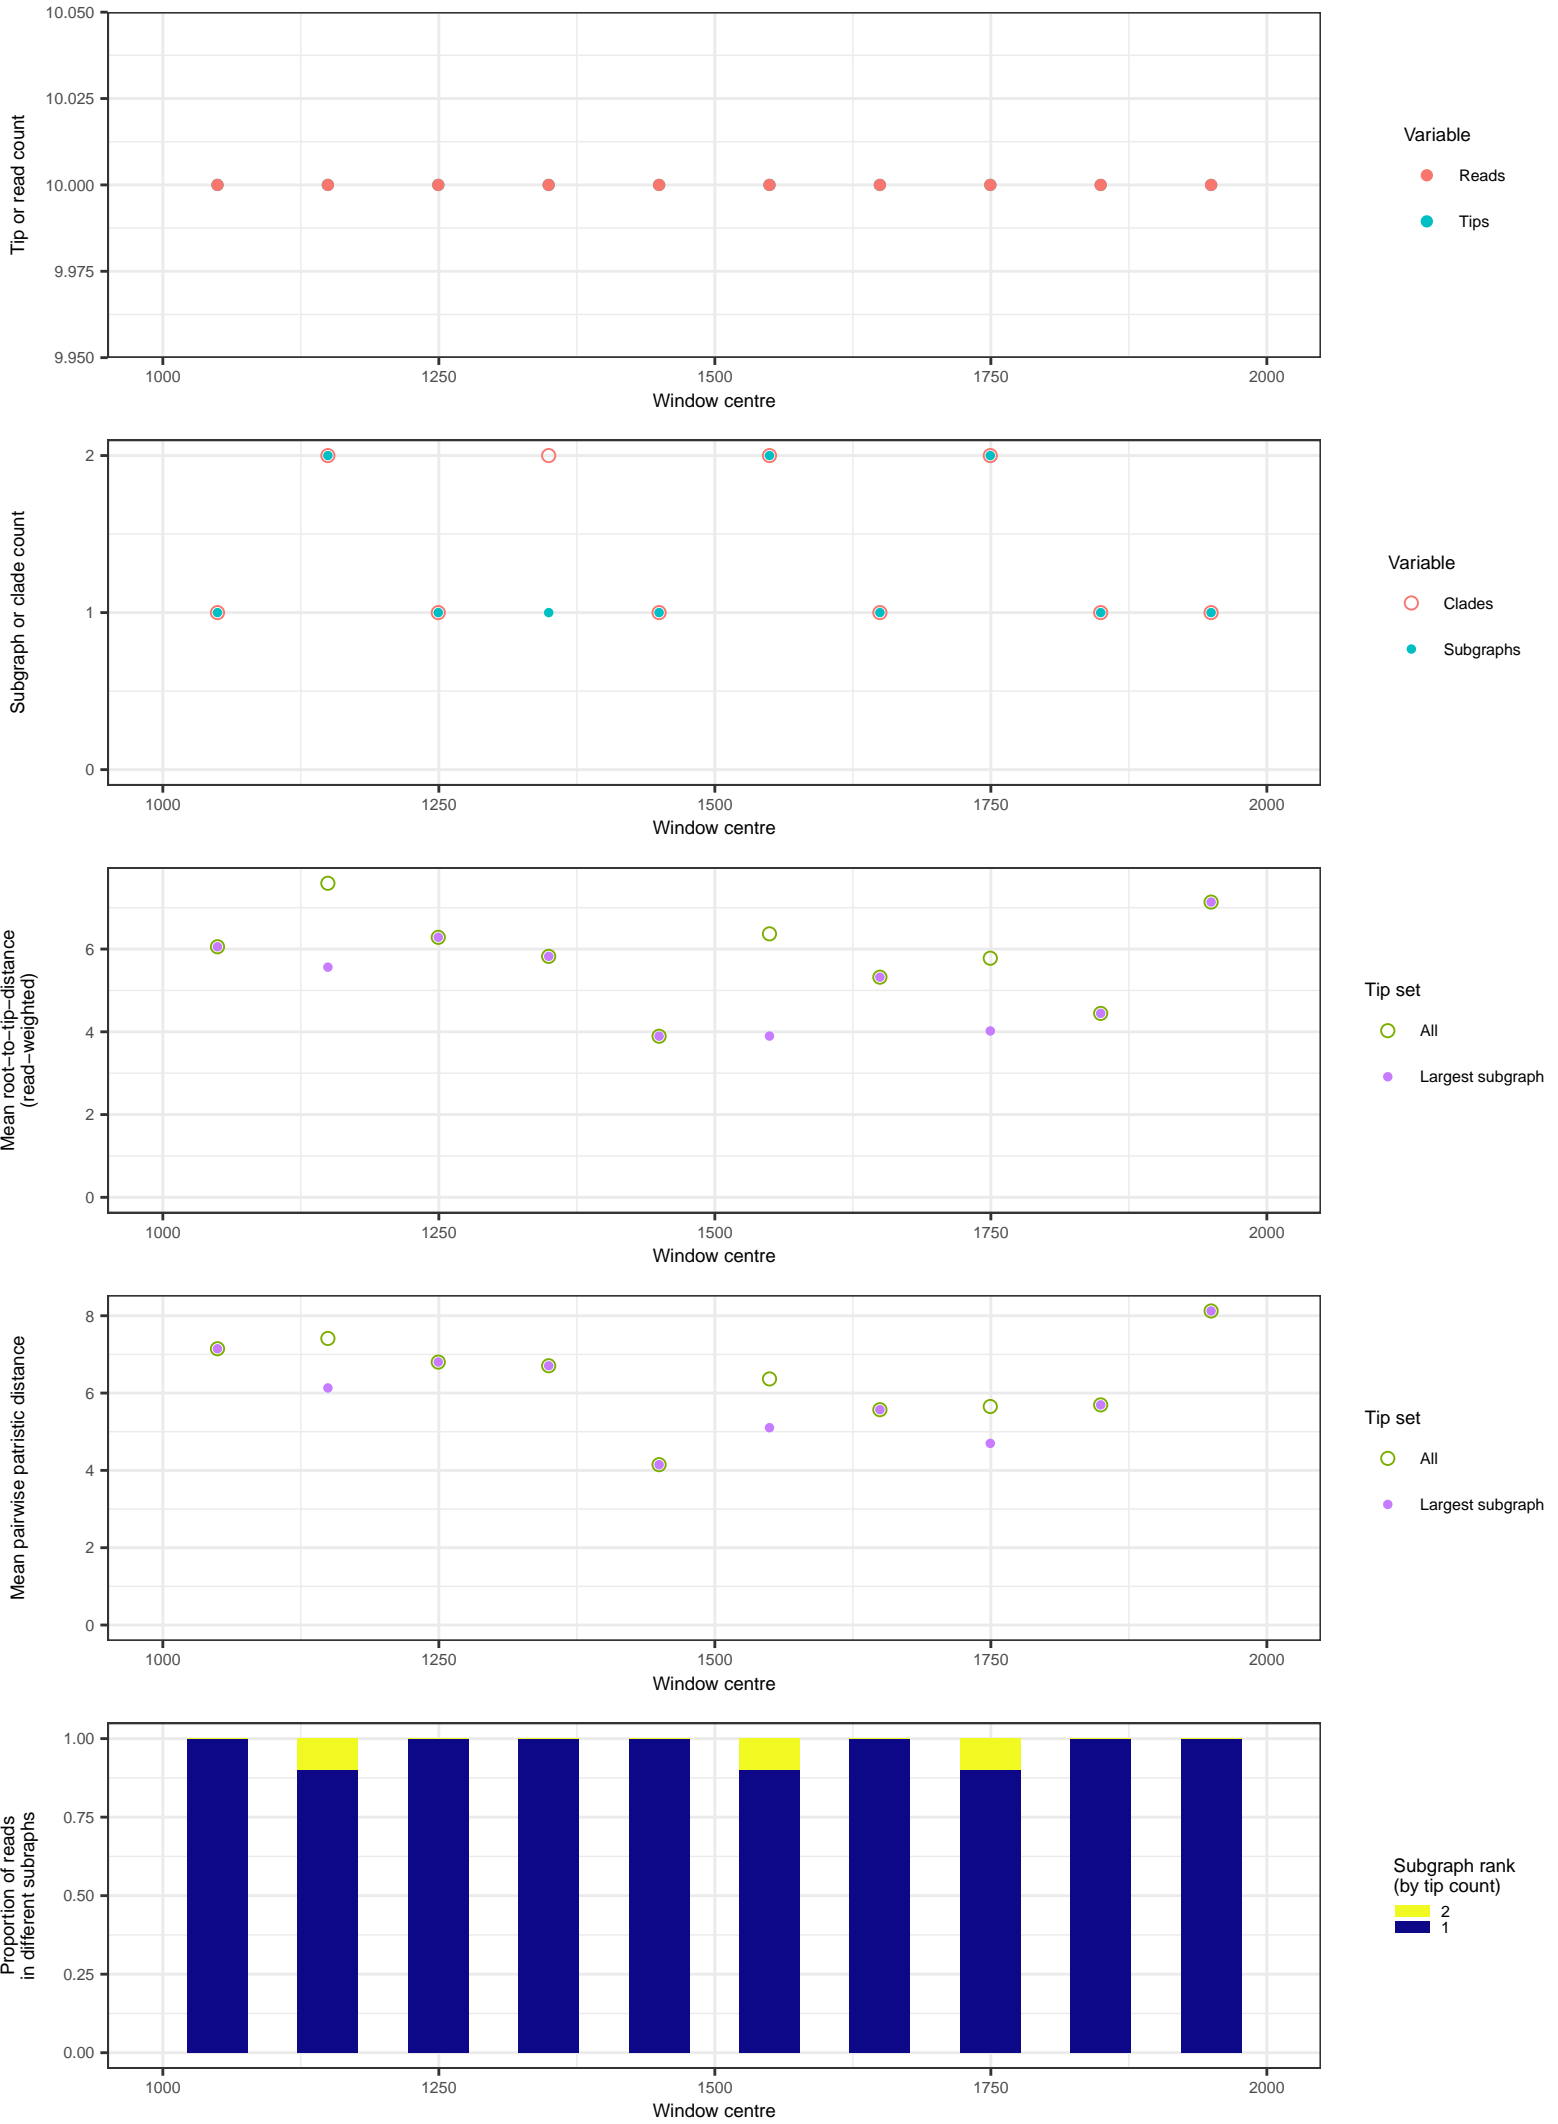 10.050
10.025
10.000
9.975
9.950
Tip or read count
1000 1250 1500 1750 2000
Window centre
Variable
Reads
Tips
2
1
0
Subgraph or clade count
1000 1250 1500 1750 2000
Window centre
Variable
Clades
Subgraphs
6
4
2
0
Mean root−to−tip−distance
(read−weighted)
1000 1250 1500 1750 2000
Window centre
Tip set
All
Largest subgraph
8
6
4
2
0
Mean pairwise patristic distance
1000 1250 1500 1750 2000
Window centre
Tip set
All
Largest subgraph
1.00
0.75
0.50
0.25
0.00
Proportion of reads
in different subraphs
1000 1250 1500 1750 2000
Window centre
Subgraph rank
(by tip count)
2
1